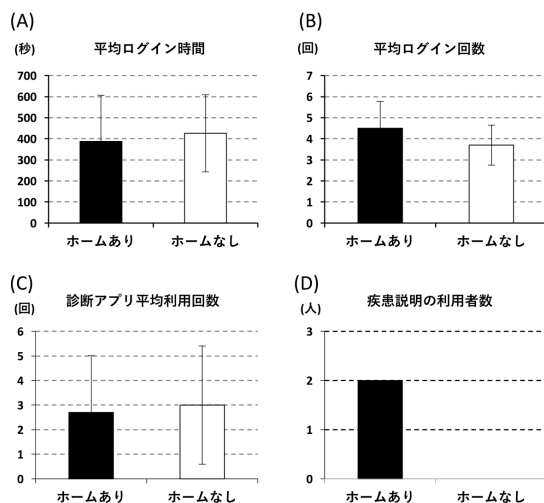 (A)
(秒)
平均ログイン時間
700
600
500
400
300
200
100
0
ホームあり ホームなし
(B)
(回)
平均ログイン回数
7
6
5
4
3
2
1
0
ホームあり ホームなし
(C)
(回)
診断アプリ平均利用回数
6
5
4
3
2
1
0
ホームあり ホームなし
(D)
(人)
疾患説明の利用者数
3
2
1
0
ホームあり ホームなし